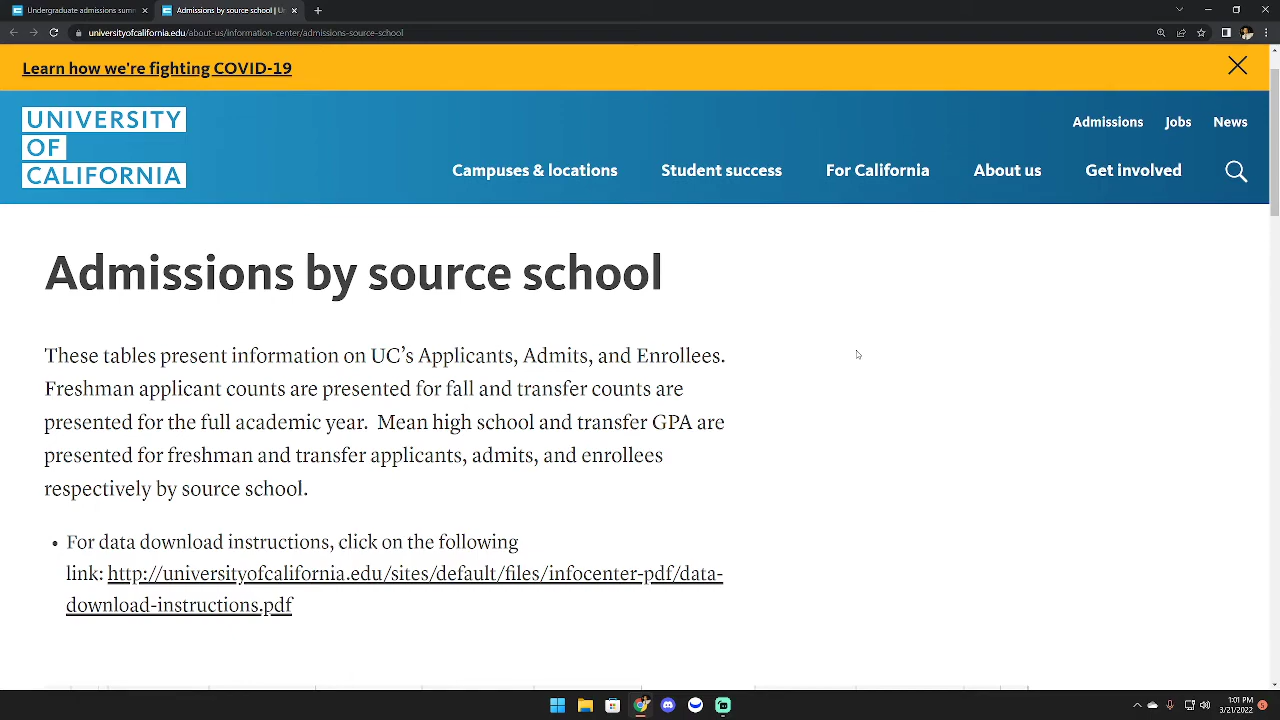 Undergraduate admissions summ
Admissions by source school | U
universityofcalifornia.edu/about-us/information-center/admissions-source-school
Learn how we're fighting COVID-19
UNIVERSITY
OF
CALIFORNIA
Admissions Jobs News
Campuses & locations Student success For California About us Get involved
Admissions by source school
These tables present information on UC’s Applicants, Admits, and Enrollees.
Freshman applicant counts are presented for fall and transfer counts are
presented for the full academic year. Mean high school and transfer GPA are
presented for freshman and transfer applicants, admits, and enrollees
respectively by source school.
• For data download instructions, click on the following
link: http://universityofcalifornia.edu/sites/default/files/infocenter-pdf/data-
download-instructions.pdf
1:01 PM
3/21/2022